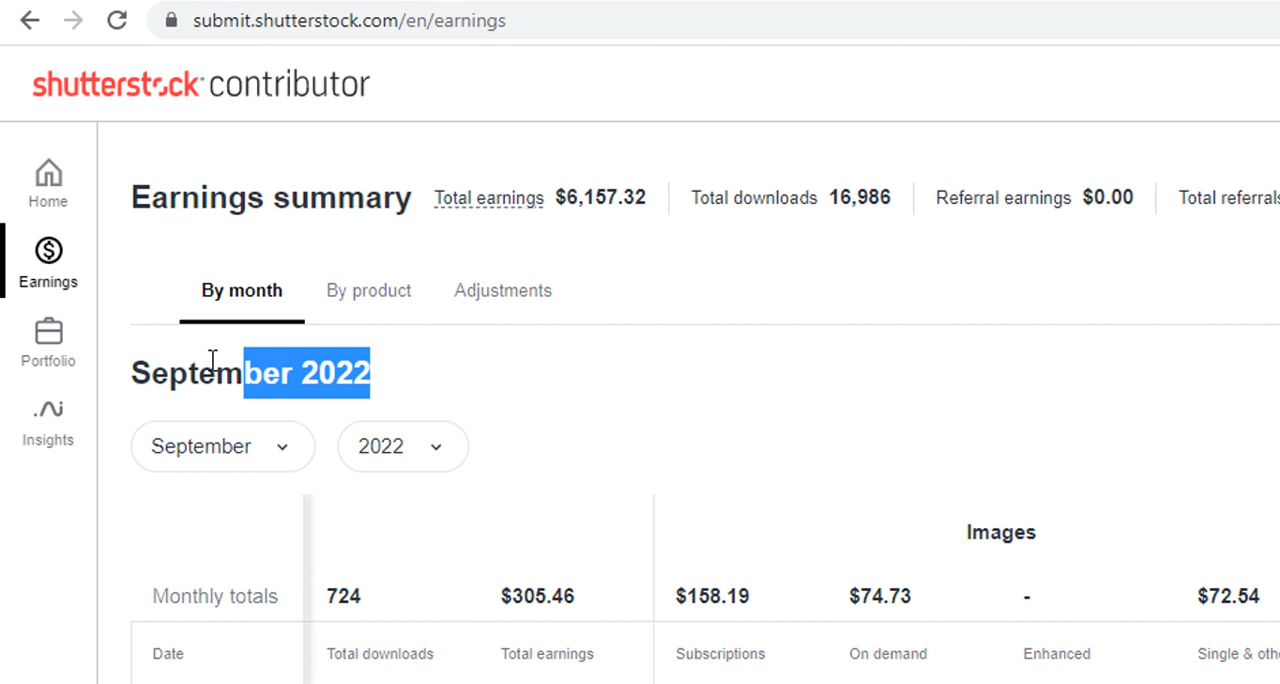 submit.shutterstock.com/en/earnings
shutterstock contributor
Home
Earnings
Portfolio
Insights
Earnings summary Total earnings $6,157.32 Total downloads 16,986 Referral earnings $0.00 Total referrals
By month By product Adjustments
September 2022
September 2022
Images
Monthly totals 724 $305.46 $158.19 $74.73 - $72.54
Date Total downloads Total earnings Subscriptions On demand Enhanced Single & oth